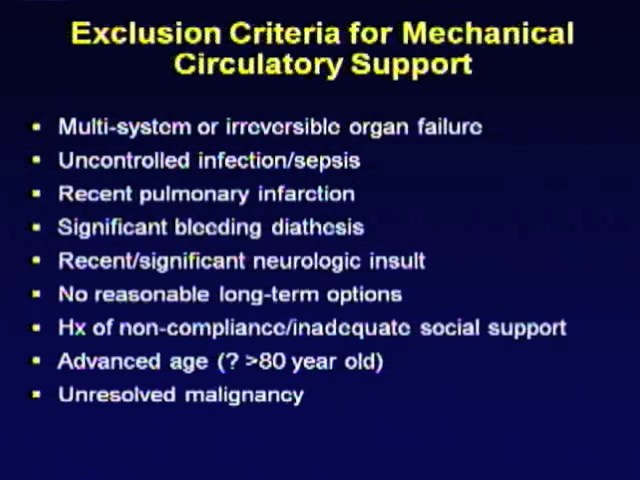 Exclusion Criteria for Mechanical
Circulatory Support
▪ Multi-system or irreversible organ failure
▪ Uncontrolled infection/sepsis
▪ Recent pulmonary infarction
▪ Significant bleeding diathesis
▪ Recent/significant neurologic insult
▪ No reasonable long-term options
▪ Hx of non-compliance/inadequate social support
▪ Advanced age (? >80 year old)
▪ Unresolved malignancy